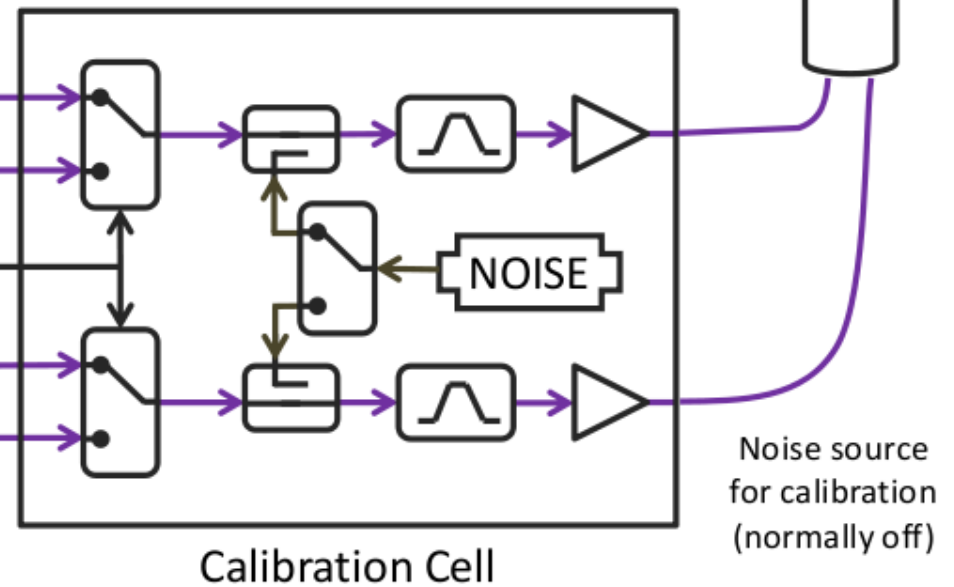 NOISE
Noise source
for calibration
(normally off)
Calibration Cell